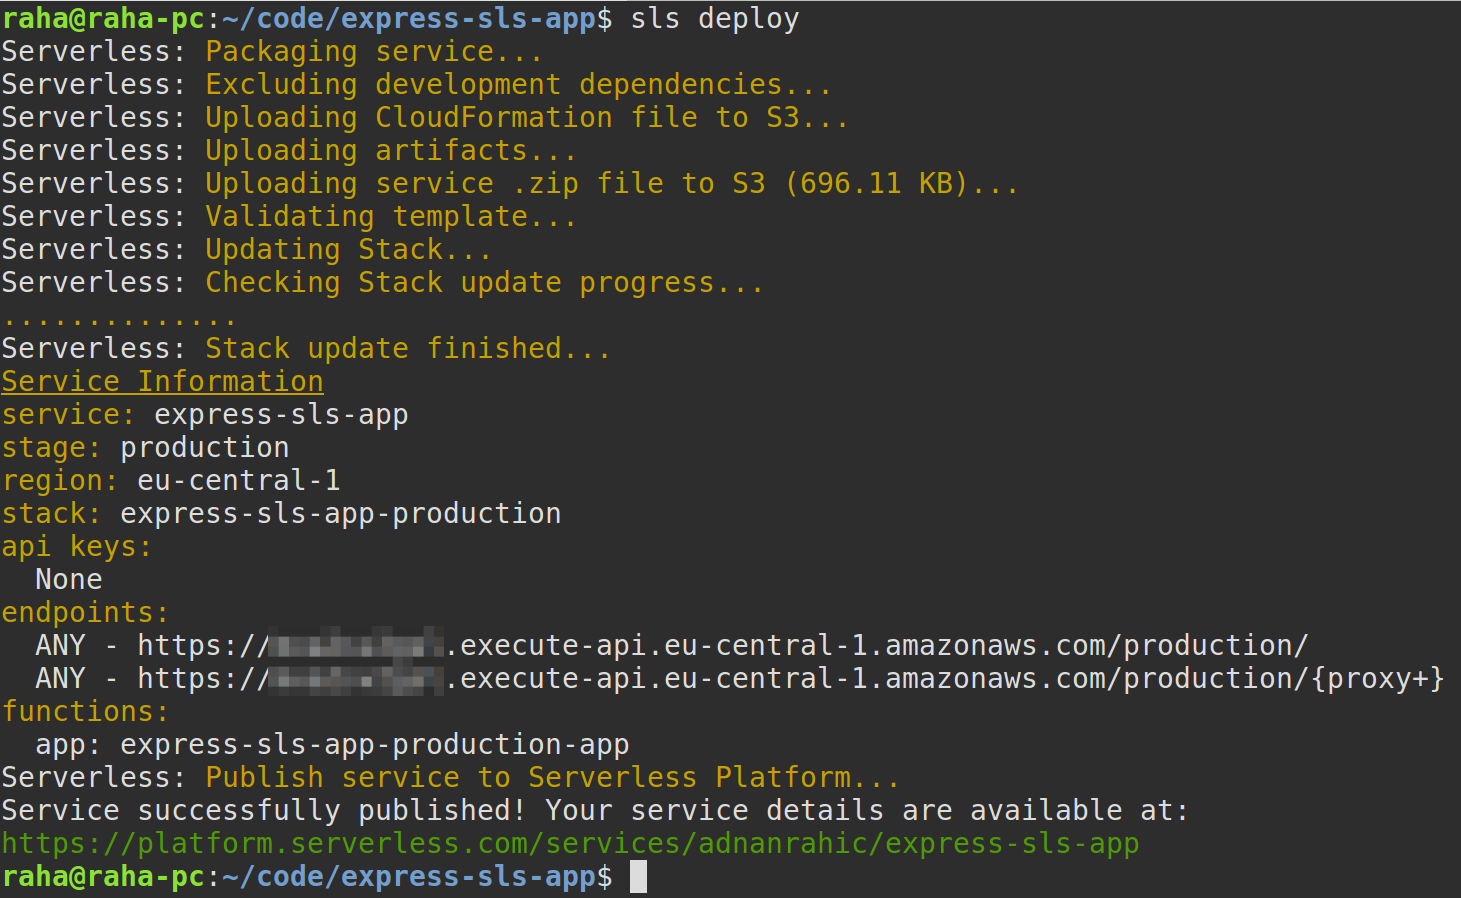 raha@raha-pc:~/code/express-sls-app$ sls deploy
Serverless: Packaging service...
Serverless: Excluding development dependencies...
Serverless: Uploading CloudFormation file to S3...
Serverless: Uploading artifacts...
Serverless: Uploading service .zip file to S3 (696.11 KB)...
Serverless: Validating template...
Serverless: Updating Stack...
Serverless: Checking Stack update progress...
..............
Serverless: Stack update finished...
Service Information
service: express-sls-app
stage: production
region: eu-central-1
stack: express-sls-app-production
api keys:
  None
endpoints:
  ANY - https://.execute-api.eu-central-1.amazonaws.com/production/
  ANY - https://.execute-api.eu-central-1.amazonaws.com/production/{proxy+}
functions:
  app: express-sls-app-production-app
Serverless: Publish service to Serverless Platform...
Service successfully published! Your service details are available at:
https://platform.serverless.com/services/adnanrahic/express-sls-app
raha@raha-pc:~/code/express-sls-app$